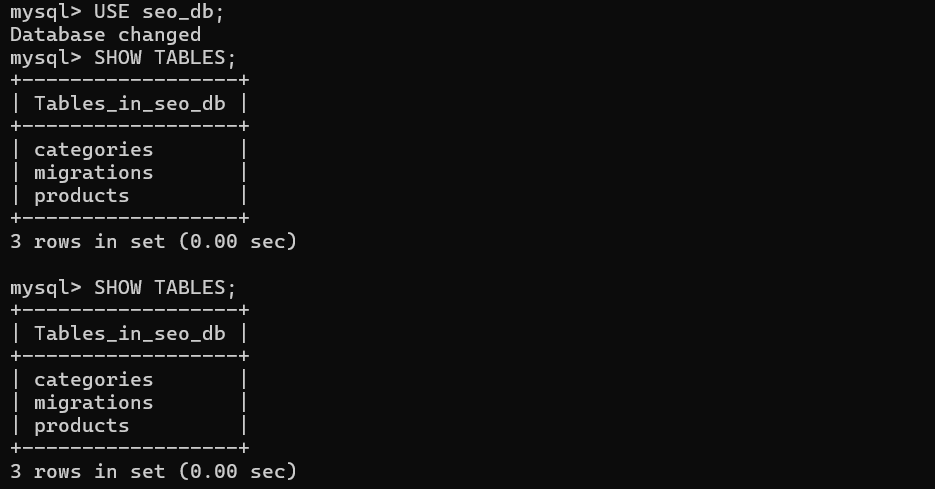 mysql> USE seo_db;
Database changed
mysql> SHOW TABLES;
+------------------+
| Tables_in_seo_db |
+------------------+
| categories       |
| migrations       |
| products         |
+------------------+
3 rows in set (0.00 sec)

mysql> SHOW TABLES;
+------------------+
| Tables_in_seo_db |
+------------------+
| categories       |
| migrations       |
| products         |
+------------------+
3 rows in set (0.00 sec)